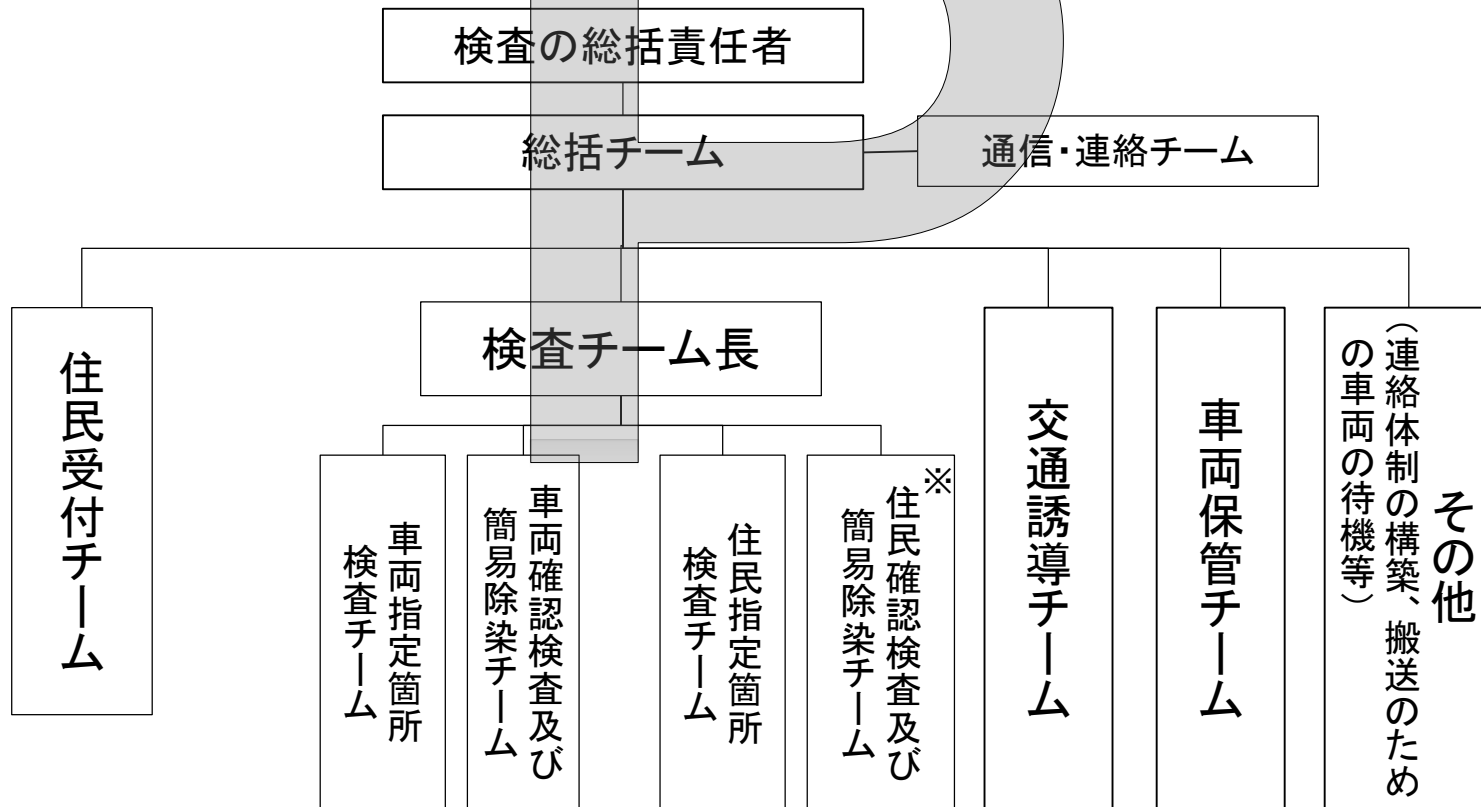 検査の総括責任者
総括チーム
通信・連絡チーム
住民受付チーム
検査チーム長
車両指定箇所
検査チーム
車両確認検査及び
簡易除染チーム
住民指定箇所
検査チーム
※
住民確認検査及び
簡易除染チーム
交通誘導チーム
車両保管チーム
その他
（連絡体制の構築、搬送のため
の車両の待機等）